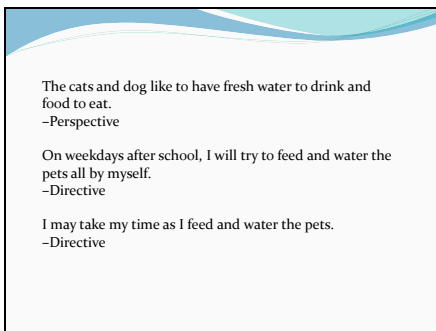 The cats and dog like to have fresh water to drink and
food to eat.
–Perspective
On weekdays after school, I will try to feed and water the
pets all by myself.
–Directive
I may take my time as I feed and water the pets.
–Directive